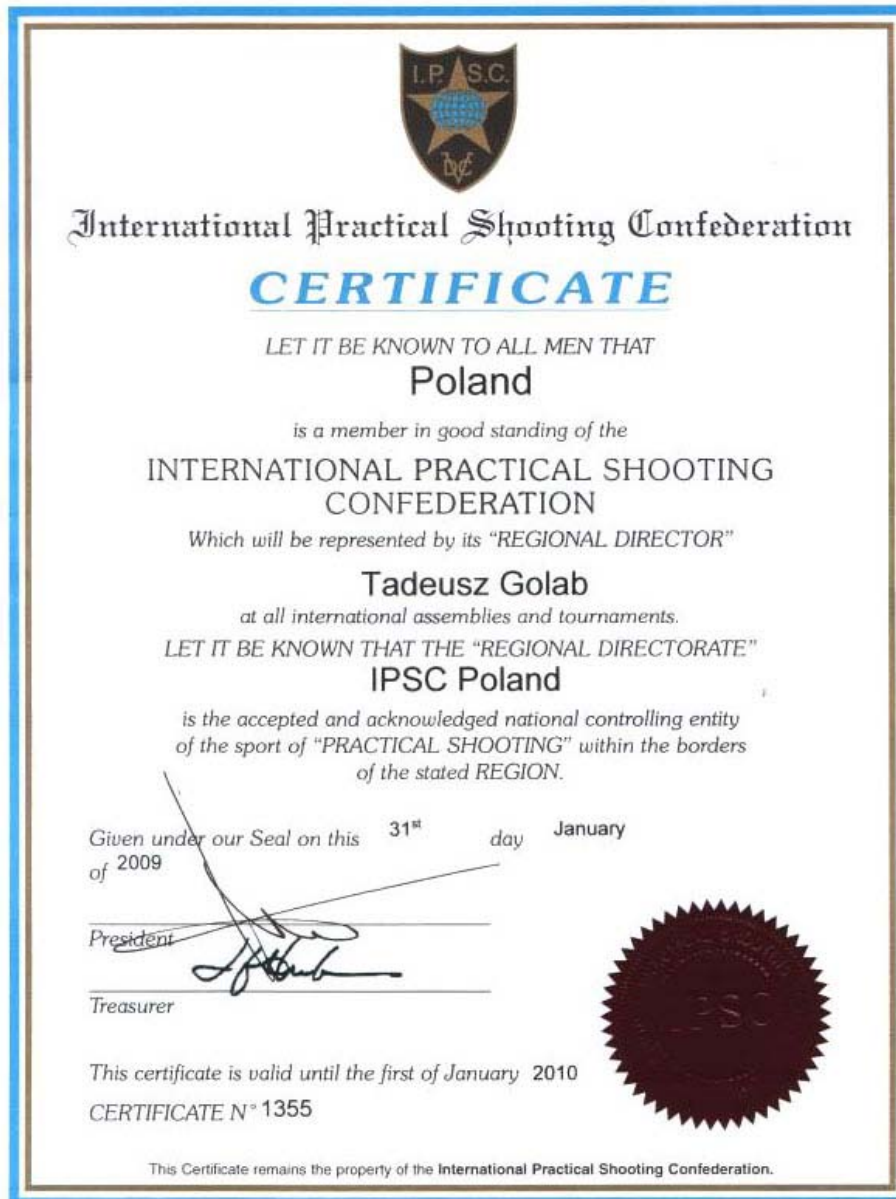 I.P.S.C.
DVC
International Practical Shooting Confederation
CERTIFICATE
LET IT BE KNOWN TO ALL MEN THAT
Poland
is a member in good standing of the
INTERNATIONAL PRACTICAL SHOOTING
CONFEDERATION
Which will be represented by its “REGIONAL DIRECTOR”
Tadeusz Golab
at all international assemblies and tournaments.
LET IT BE KNOWN THAT THE “REGIONAL DIRECTORATE”
IPSC Poland
is the accepted and acknowledged national controlling entity
of the sport of “PRACTICAL SHOOTING” within the borders
of the stated REGION.
Given under our Seal on this 31st day January
of 2009
President
Treasurer
IPSC
This certificate is valid until the first of January 2010
CERTIFICATE N° 1355
This Certificate remains the property of the International Practical Shooting Confederation.